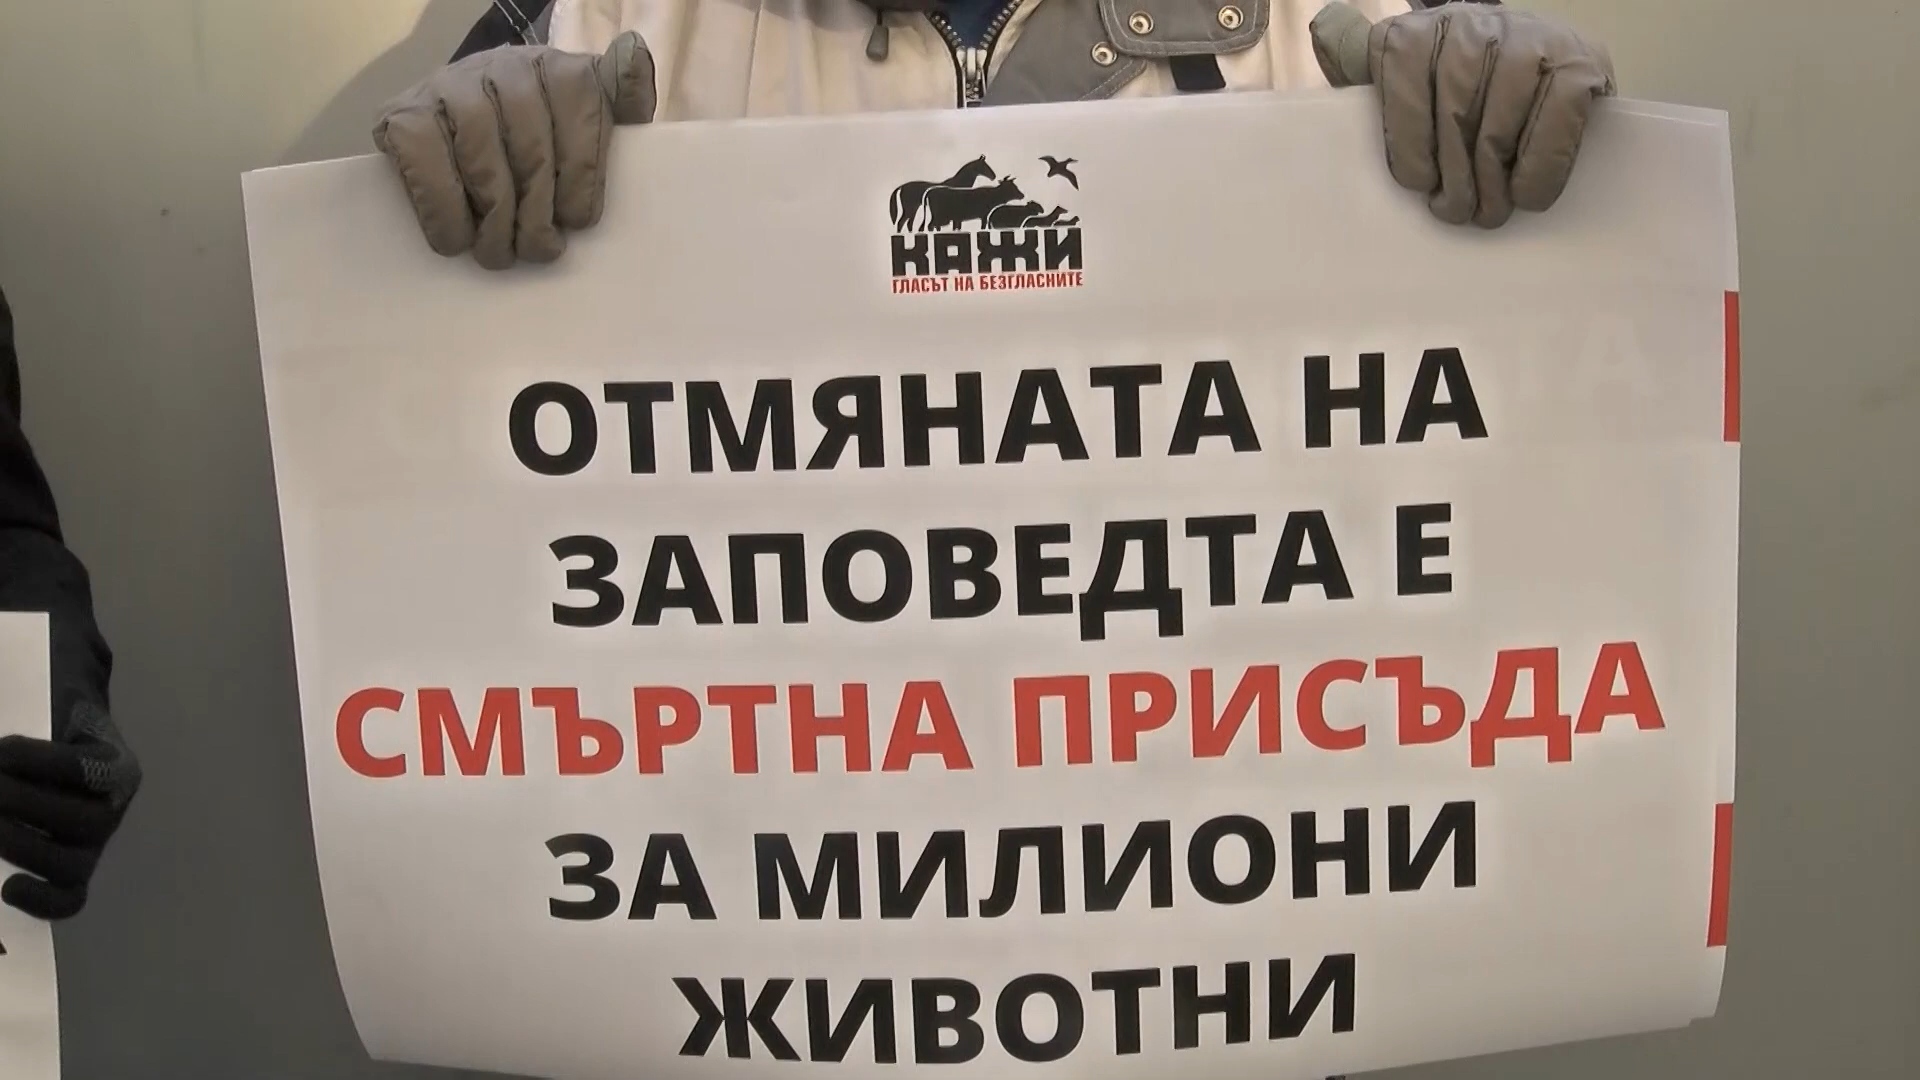 КАЖИ
ГЛАСЪТ НА БЕЗГЛАСНИТЕ
ОТМЯНАТА НА
ЗАПОВЕДТА Е
СМЪРТНА ПРИСЪДА
ЗА МИЛИОНИ
ЖИВОТНИ